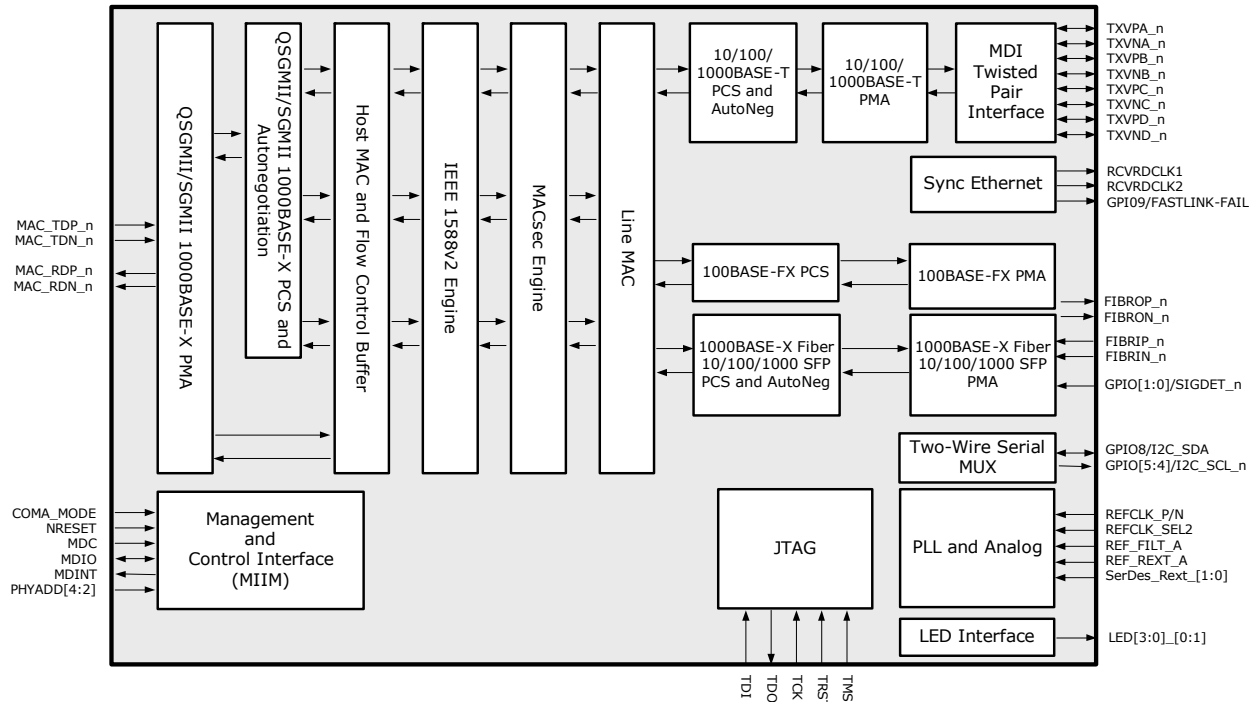 MAC_TDP_n
MAC_TDN_n
MAC_RDP_n
MAC_RDN_n
COMA_MODE
NRESET
MDC
MDIO
MDINT
PHYADD[4:2]
QSGMII/SGMII 1000BASE-X PMA
QSGMII/SGMII 1000BASE-X PCS and
Autonegotiation
Host MAC and Flow Control Buffer
IEEE 1588v2 Engine
MACsec Engine
Line MAC
10/100/
1000BASE-T
PCS and
AutoNeg
10/100/
1000BASE-T
PMA
MDI
Twisted
Pair
Interface
Sync Ethernet
100BASE-FX PCS
100BASE-FX PMA
1000BASE-X Fiber
10/100/1000 SFP
PCS and AutoNeg
1000BASE-X Fiber
10/100/1000 SFP
PMA
Two-Wire Serial
MUX
Management
and
Control Interface
(MIIM)
JTAG
PLL and Analog
LED Interface
TXVPA_n
TXVNA_n
TXVPB_n
TXVNB_n
TXVPC_n
TXVNC_n
TXVPD_n
TXVND_n
RCVRDCLK1
RCVRDCLK2
GPIO9/FASTLINK-FAIL
FIBROP_n
FIBRON_n
FIBRIP_n
FIBRIN_n
GPIO[1:0]/SIGDET_n
GPIO8/I2C_SDA
GPIO[5:4]/I2C_SCL_n
REFCLK_P/N
REFCLK_SEL2
REF_FILT_A
REF_REXT_A
SerDes_Rext_[1:0]
LED[3:0]_[0:1]
TDI
TDO
TCK
TMS